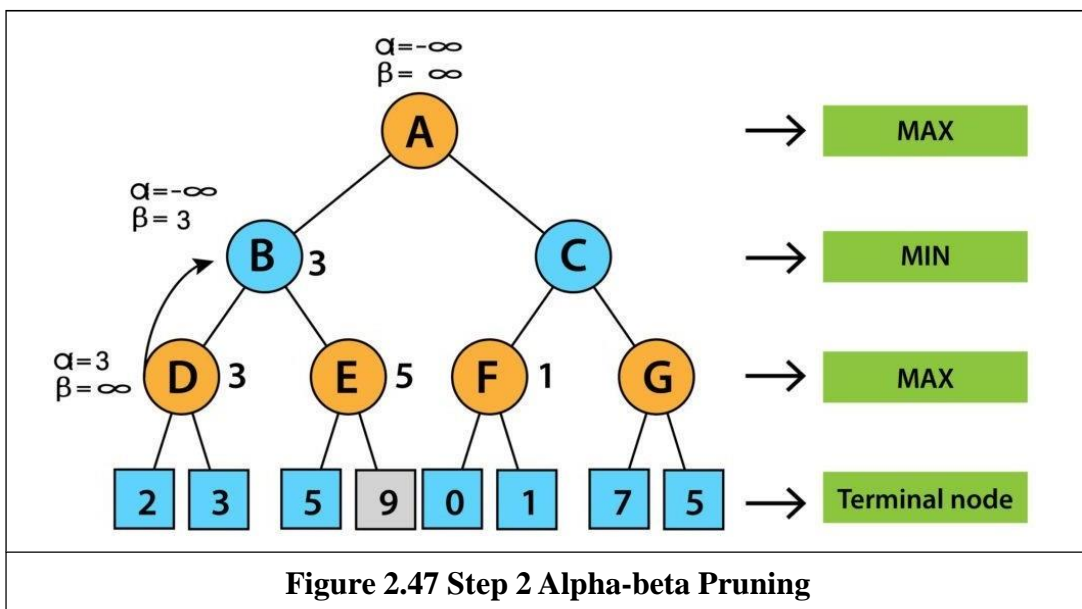 α=-∞
β= ∞
A
MAX
α=-∞
β= 3
B 3
C
MIN
α=3
β=∞
D 3
E 5
F 1
G
MAX
2 3 5 9 0 1 7 5
Terminal node
Figure 2.47 Step 2 Alpha-beta Pruning